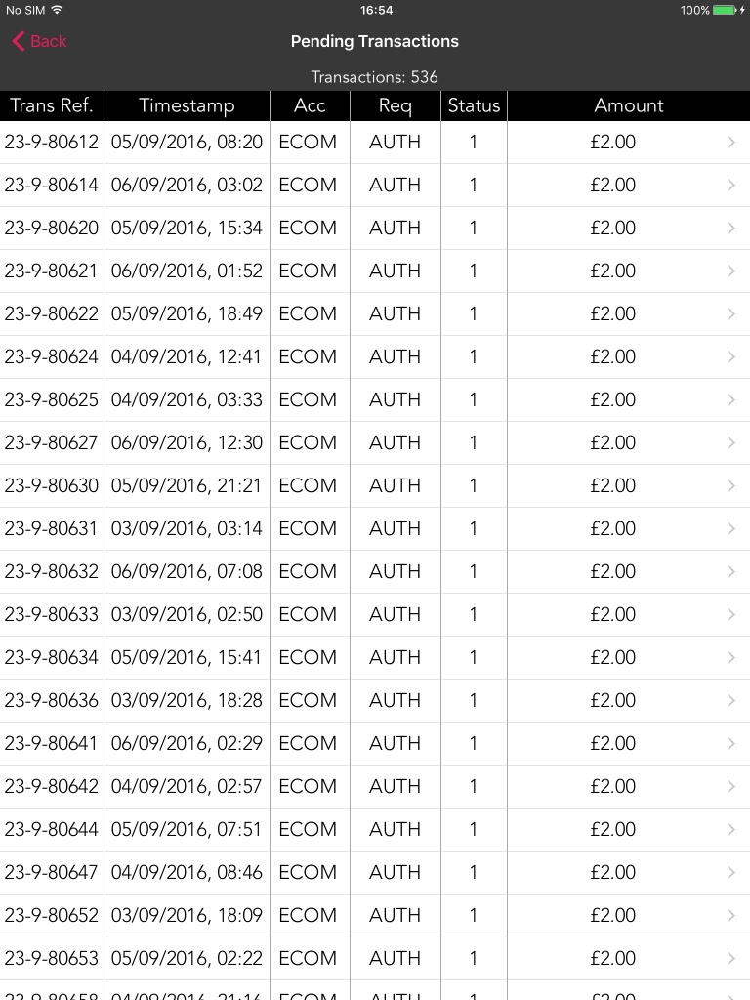 No SIM 16:54 100%
Back Pending Transactions
Transactions: 536
Trans Ref. Timestamp Acc Req Status Amount
23-9-80612 05/09/2016, 08:20 ECOM AUTH 1 £2.00
23-9-80614 06/09/2016, 03:02 ECOM AUTH 1 £2.00
23-9-80620 05/09/2016, 15:34 ECOM AUTH 1 £2.00
23-9-80621 06/09/2016, 01:52 ECOM AUTH 1 £2.00
23-9-80622 05/09/2016, 18:49 ECOM AUTH 1 £2.00
23-9-80624 04/09/2016, 12:41 ECOM AUTH 1 £2.00
23-9-80625 04/09/2016, 03:33 ECOM AUTH 1 £2.00
23-9-80627 06/09/2016, 12:30 ECOM AUTH 1 £2.00
23-9-80630 05/09/2016, 21:21 ECOM AUTH 1 £2.00
23-9-80631 03/09/2016, 03:14 ECOM AUTH 1 £2.00
23-9-80632 06/09/2016, 07:08 ECOM AUTH 1 £2.00
23-9-80633 03/09/2016, 02:50 ECOM AUTH 1 £2.00
23-9-80634 05/09/2016, 15:41 ECOM AUTH 1 £2.00
23-9-80636 03/09/2016, 18:28 ECOM AUTH 1 £2.00
23-9-80641 06/09/2016, 02:29 ECOM AUTH 1 £2.00
23-9-80642 04/09/2016, 02:57 ECOM AUTH 1 £2.00
23-9-80644 05/09/2016, 07:51 ECOM AUTH 1 £2.00
23-9-80647 04/09/2016, 08:46 ECOM AUTH 1 £2.00
23-9-80652 03/09/2016, 18:09 ECOM AUTH 1 £2.00
23-9-80653 05/09/2016, 02:22 ECOM AUTH 1 £2.00